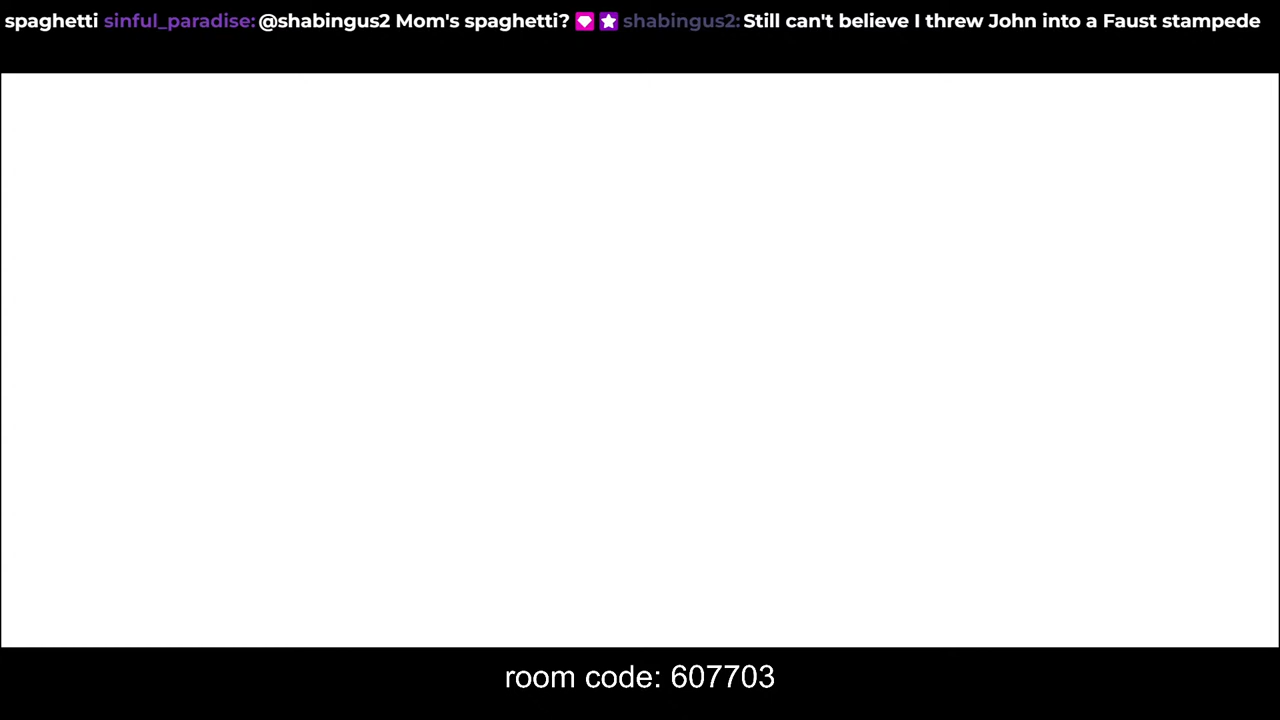 spaghetti sinful_paradise: @shabingus2 Mom's spaghetti? shabingus2: Still can't believe I threw John into a Faust stampede
room code: 607703